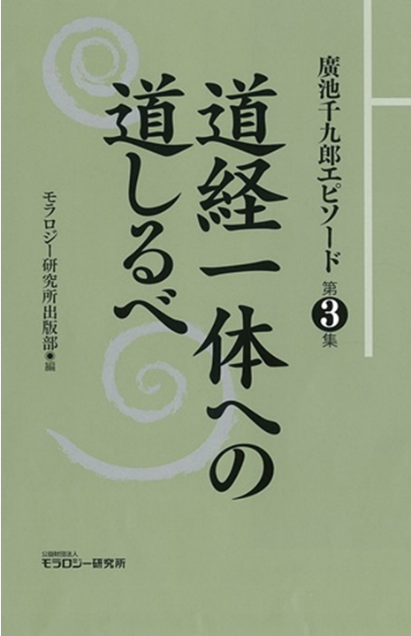 廣池千九郎エピソード 第3集
道経一体への
道しるべ
モラロジー研究所出版部●編
公益財団法人
モラロジー研究所